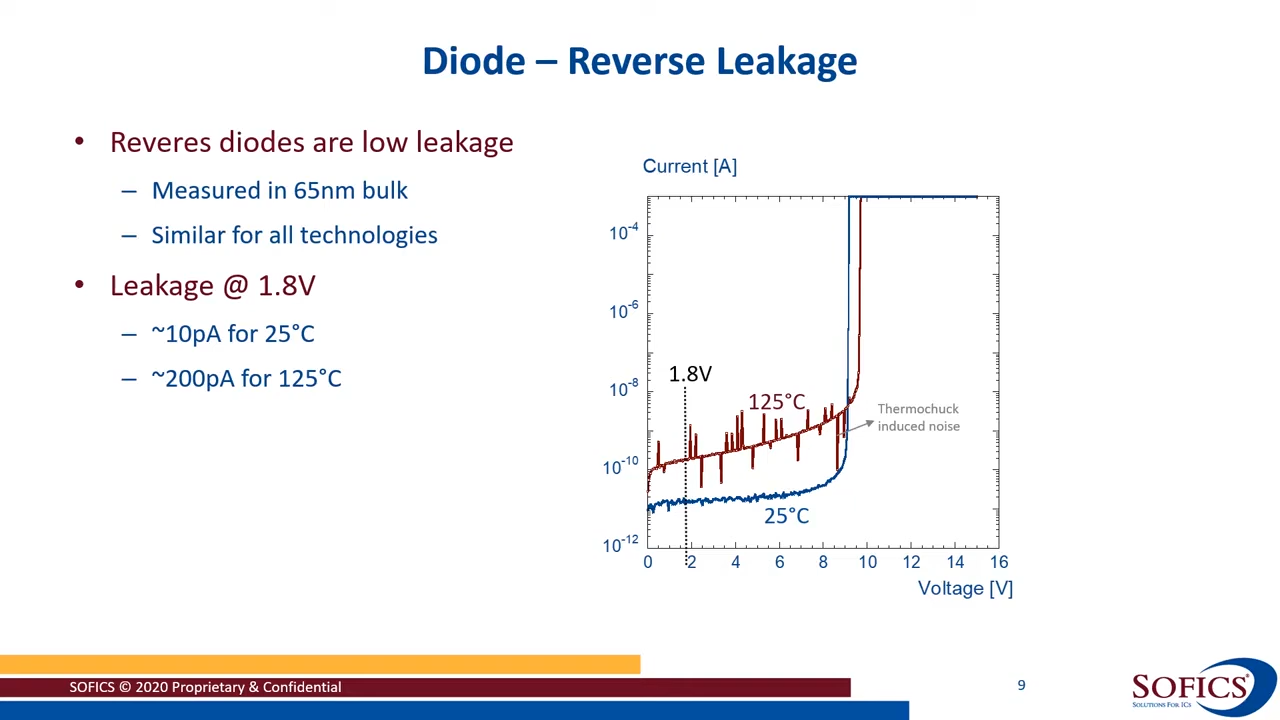 Diode – Reverse Leakage
• Reveres diodes are low leakage
– Measured in 65nm bulk
– Similar for all technologies
• Leakage @ 1.8V
– ~10pA for 25°C
– ~200pA for 125°C
Current [A]
10-4
10-6
10-8
10-10
10-12
1.8V
125°C
Thermochuck
induced noise
25°C
0 2 4 6 8 10 12 14 16
Voltage [V]
SOFICS © 2020 Proprietary & Confidential
9
SOFICS®
SOLUTIONS FOR ICS